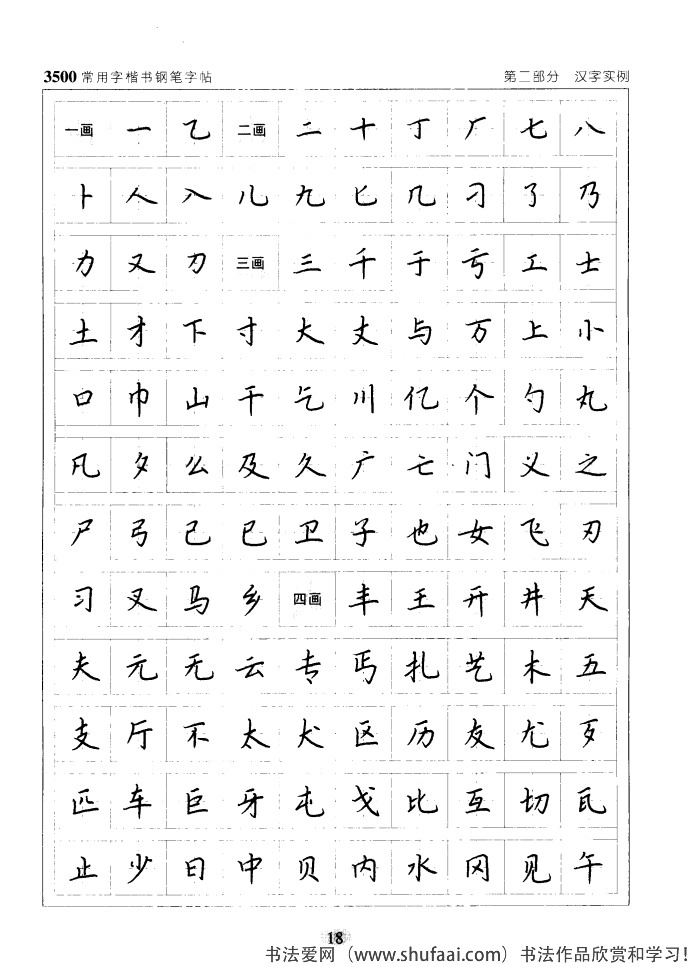 3500常用字楷书钢笔字帖 第二部分 汉字实例
一画 一 乙 二画 二 十 丁 厂 七 八
卜 人 入 儿 九 匕 几 刁 了 乃
力 又 刀 三画 三 千 于 亏 工 士
土 才 下 寸 大 丈 与 万 上 小
口 巾 山 干 乞 川 亿 个 勺 丸
凡 夕 么 及 久 广 亡 门 义 之
尸 弓 己 已 卫 子 也 女 飞 刃
习 叉 马 乡 四画 丰 王 开 井 天
夫 元 无 云 专 丐 扎 艺 木 五
支 厅 不 太 犬 区 历 友 尤 歹
匹 车 巨 牙 屯 戈 比 互 切 瓦
止 少 日 中 贝 内 水 冈 见 午
18
书法爱网（www.shufaai.com）书法作品欣赏和学习！